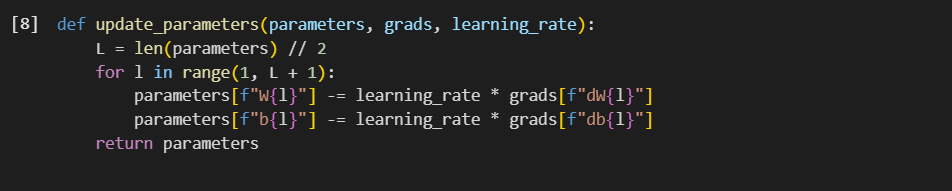 [8] def update_parameters(parameters, grads, learning_rate):
    L = len(parameters) // 2
    for l in range(1, L + 1):
        parameters[f"W{l}"] -= learning_rate * grads[f"dW{l}"]
        parameters[f"b{l}"] -= learning_rate * grads[f"db{l}"]
    return parameters